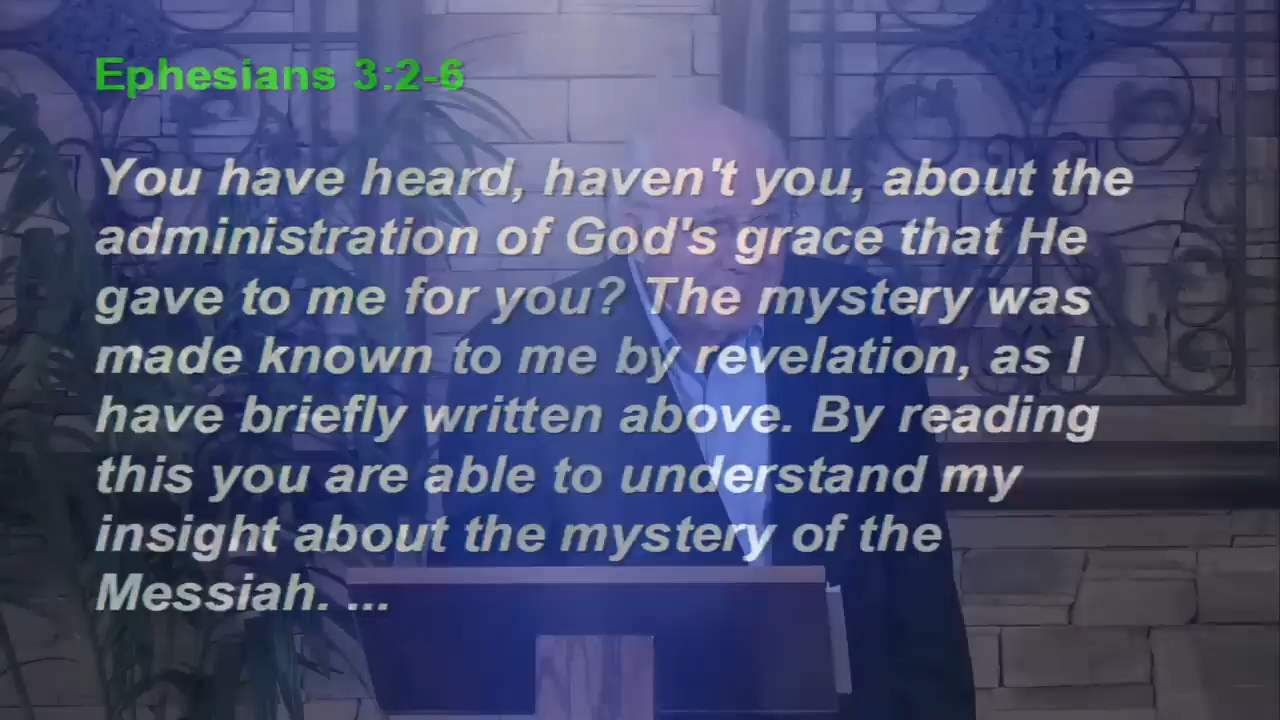 Ephesians 3:2-6
You have heard, haven't you, about the
administration of God's grace that He
gave to me for you? The mystery was
made known to me by revelation, as I
have briefly written above. By reading
this you are able to understand my
insight about the mystery of the
Messiah. ...